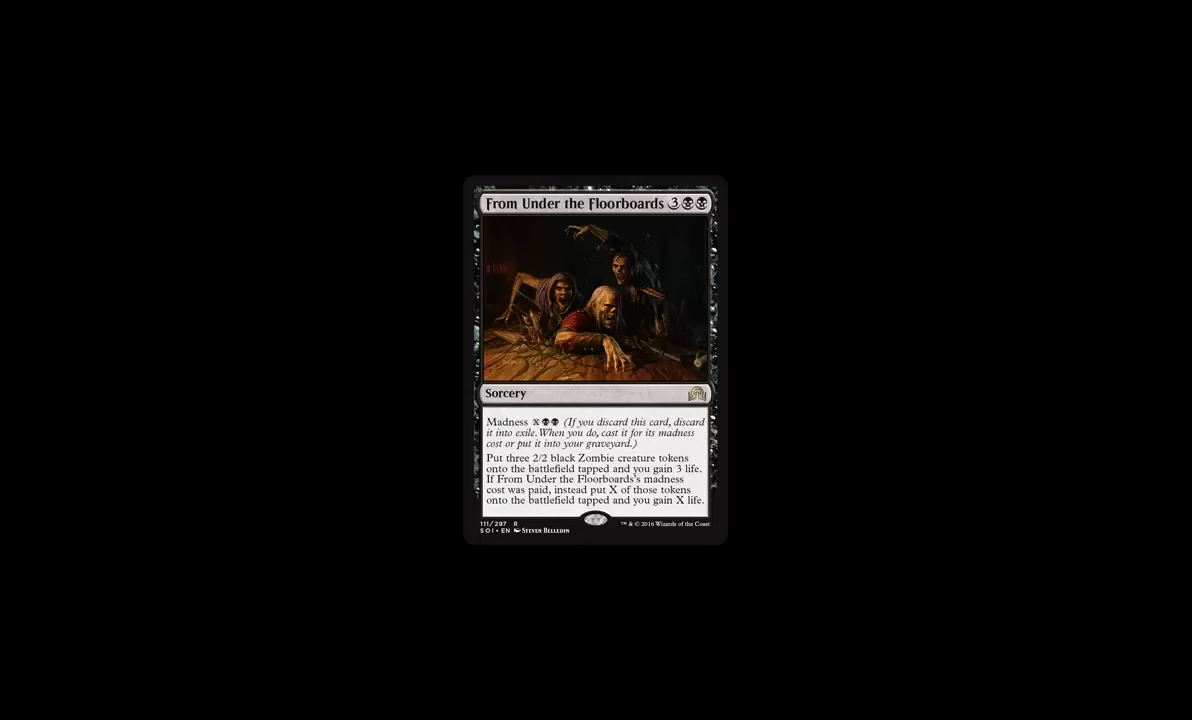 From Under the Floorboards 3
Sorcery
Madness X (If you discard this card, discard
it into exile. When you do, cast it for its madness
cost or put it into your graveyard.)
Put three 2/2 black Zombie creature tokens
onto the battlefield tapped and you gain 3 life.
If From Under the Floorboards's madness
cost was paid, instead put X of those tokens
onto the battlefield tapped and you gain X life.
111/297 R
SOI • EN Steven Belledin
™ & © 2016 Wizards of the Coast